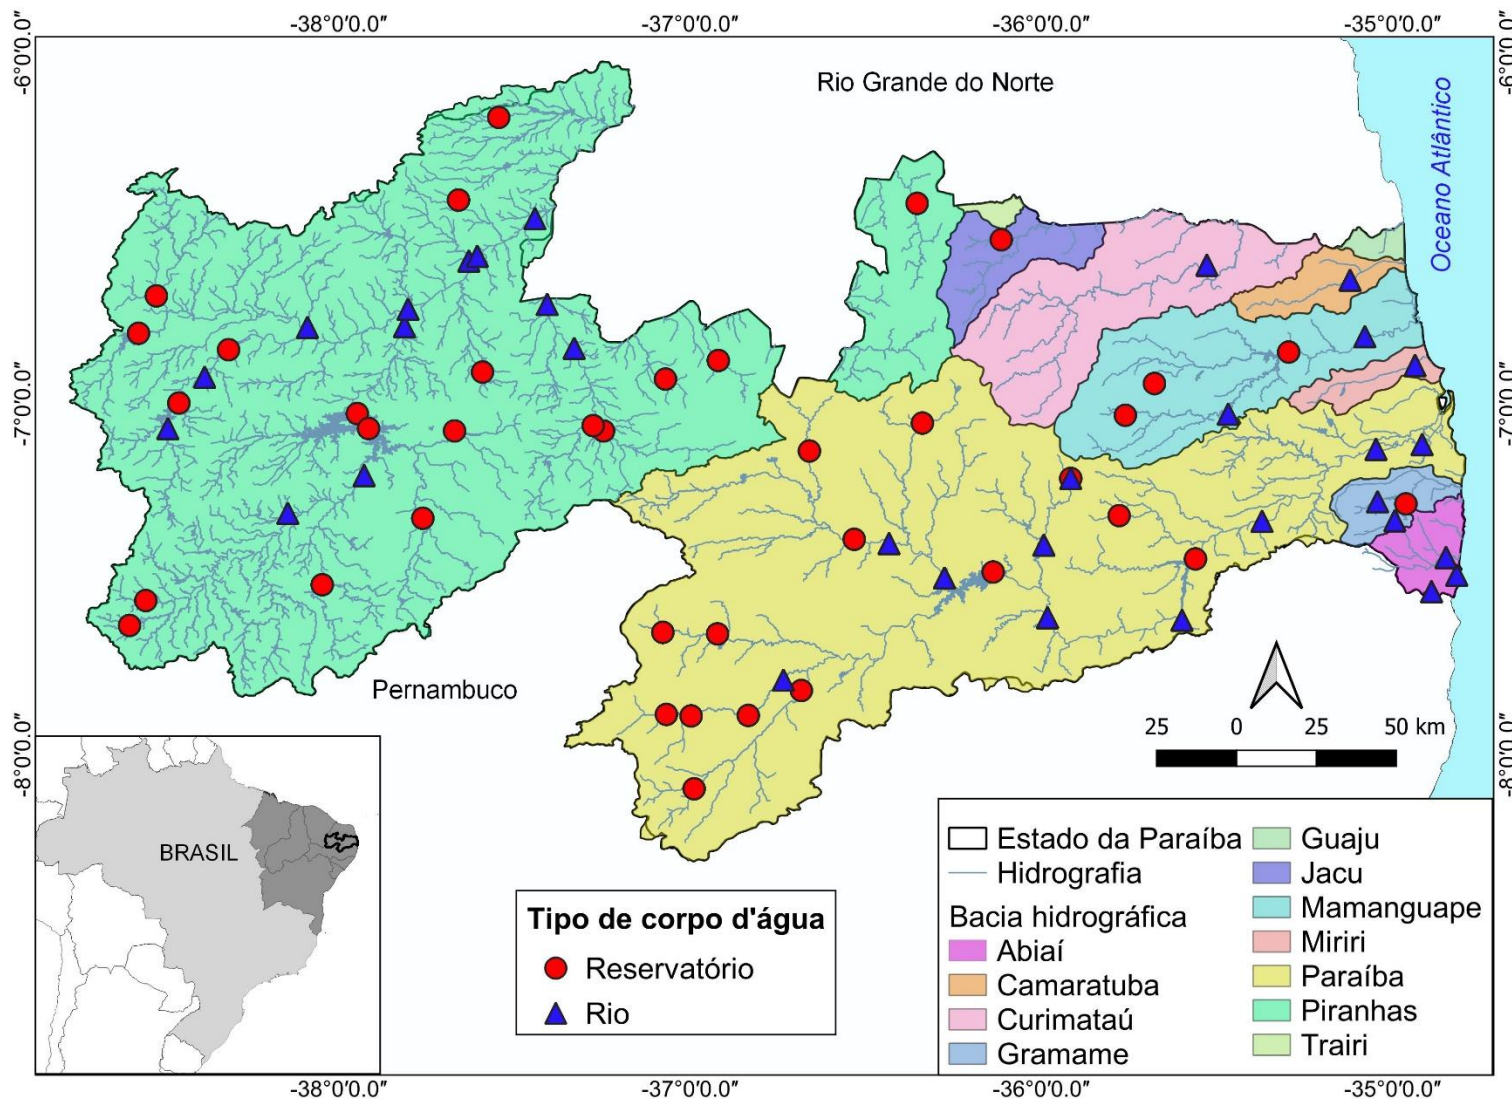 -38°0′0.0″
-37°0′0.0″
-36°0′0.0″
-35°0′0.0″
-6°0′0.0″
-6°0′0.0″
Rio Grande do Norte
Oceano Atlântico
-7°0′0.0″
-7°0′0.0″
Pernambuco
25 0 25 50 km
-8°0′0.0″
-8°0′0.0″
BRASIL
Tipo de corpo d'água
Reservatório
Rio
Estado da Paraíba
Hidrografia
Bacia hidrográfica
Abiaí
Camaratuba
Curimataú
Gramame
Guaju
Jacu
Mamanguape
Miriri
Paraíba
Piranhas
Trairi
-38°0′0.0″
-37°0′0.0″
-36°0′0.0″
-35°0′0.0″